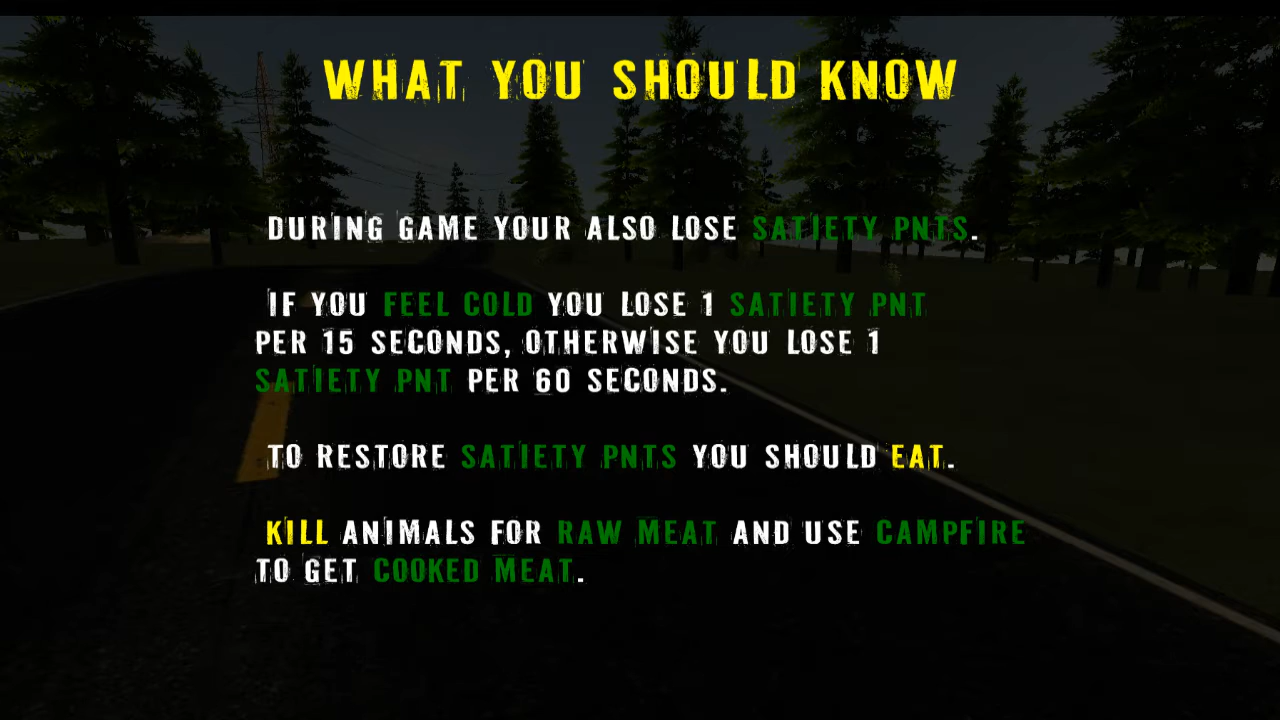 WHAT YOU SHOULD KNOW
DURING GAME YOUR ALSO LOSE SATIETY PNTS.
IF YOU FEEL COLD YOU LOSE 1 SATIETY PNT
PER 15 SECONDS, OTHERWISE YOU LOSE 1
SATIETY PNT PER 60 SECONDS.
TO RESTORE SATIETY PNTS YOU SHOULD EAT.
KILL ANIMALS FOR RAW MEAT AND USE CAMPFIRE
TO GET COOKED MEAT.